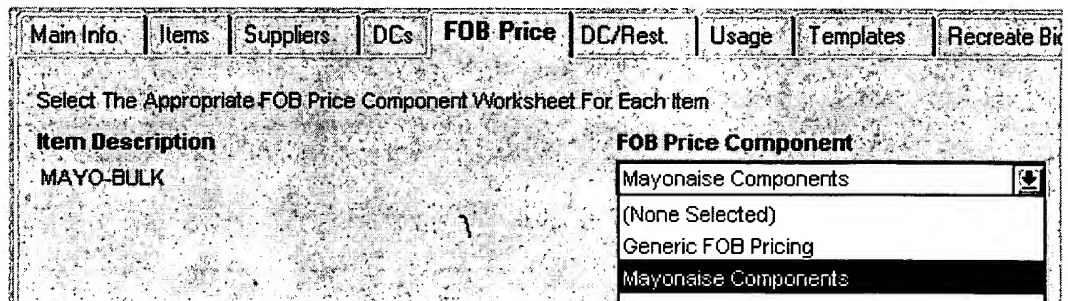 Main Info. Items Suppliers DCs FOB Price DC/Rest. Usage Templates Recreate Bid
Select The Appropriate FOB Price Component Worksheet For Each Item
Item Description FOB Price Component
MAYO-BULK Mayonaise Components
(None Selected)
Generic FOB Pricing
Mayonaise Components